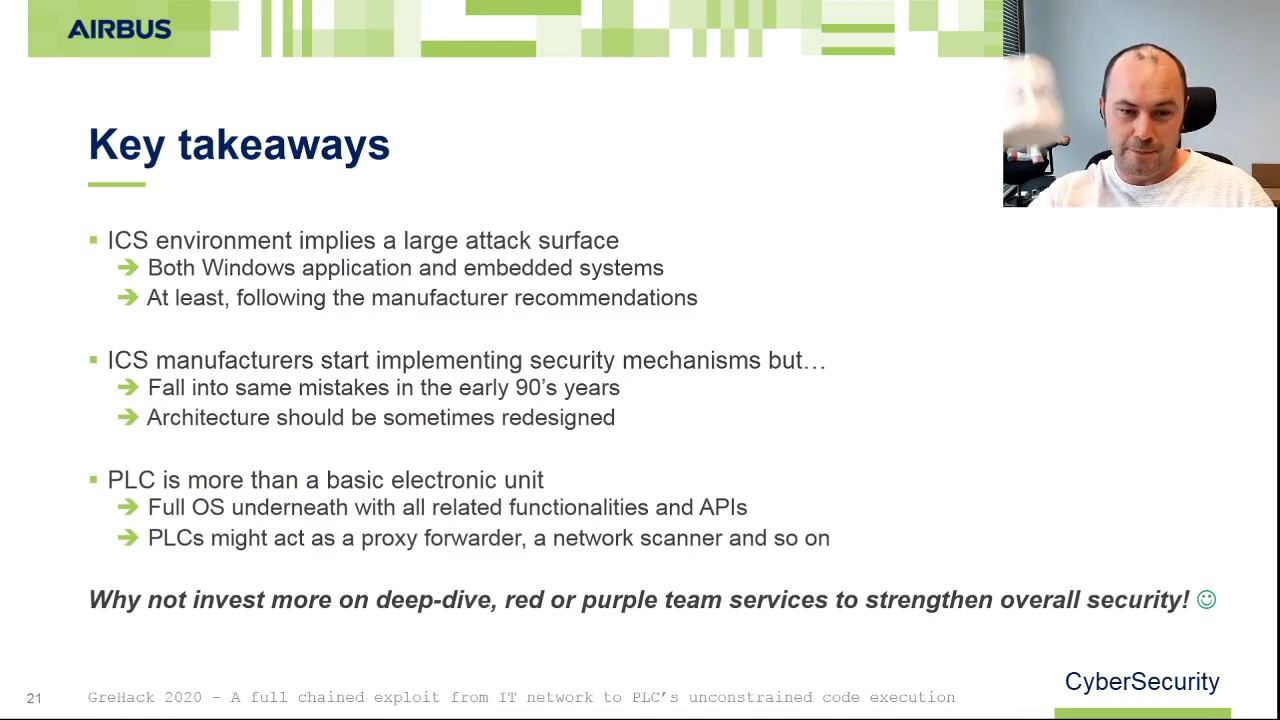 AIRBUS
Key takeaways
ICS environment implies a large attack surface
Both Windows application and embedded systems
At least, following the manufacturer recommendations
ICS manufacturers start implementing security mechanisms but…
Fall into same mistakes in the early 90’s years
Architecture should be sometimes redesigned
PLC is more than a basic electronic unit
Full OS underneath with all related functionalities and APIs
PLCs might act as a proxy forwarder, a network scanner and so on
Why not invest more on deep-dive, red or purple team services to strengthen overall security! ☺
CyberSecurity
21 GreHack 2020 - A full chained exploit from IT network to PLC’s unconstrained code execution